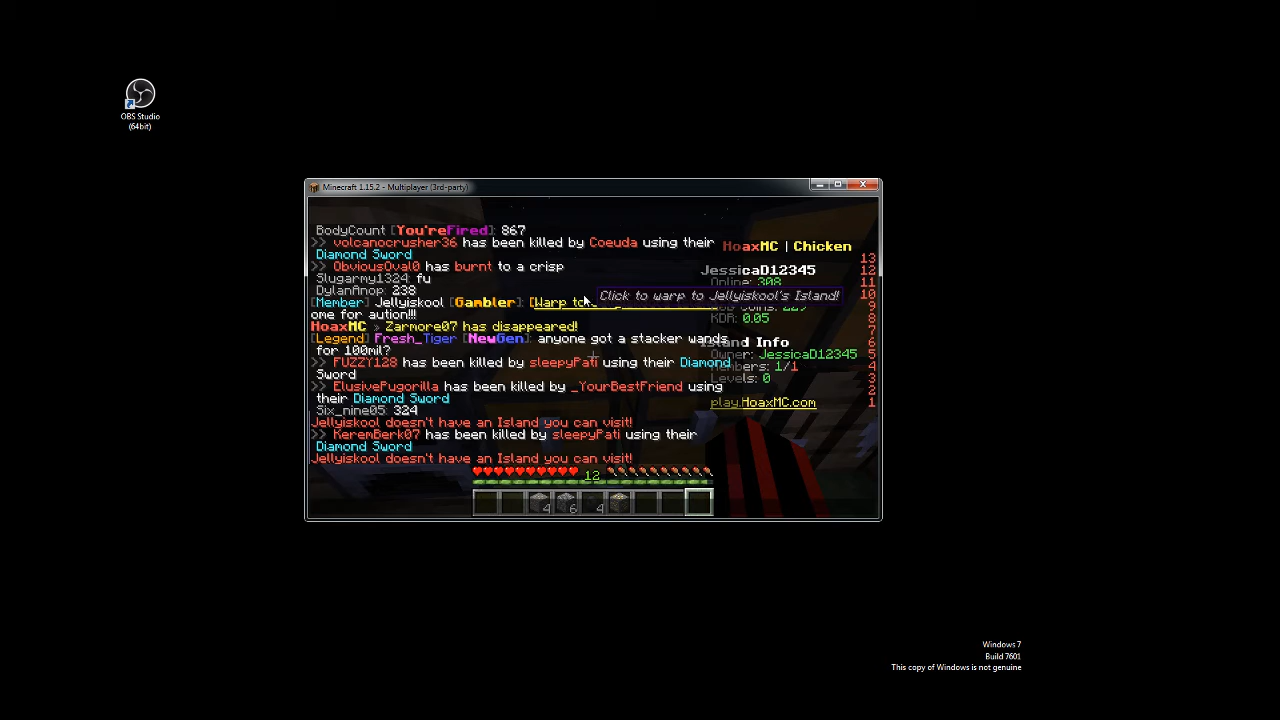 OBS Studio
(64bit)
Minecraft 1.15.2 - Multiplayer (3rd-party)
BodyCount [You'reFired]: 867
>> volcanocrusher36 has been killed by Coeuda using their
Diamond Sword
>> ObviousOval0 has burnt to a crisp
Slugarmy1324: fu
DylanAnop: 238
[Member] Jellyiskool [Gambler]: [Warp to
ome for aution!!!
HoaxMC > Zarmore07 has disappeared!
[Legend] Fresh_Tiger [NewGen]: anyone got a stacker wands
for 100mil?
>> FUZZY128 has been killed by sleepyPati using their Diamond
Sword
>> ElusivePugorilla has been killed by _YourBestFriend using
their Diamond Sword
Six_nine05: 324
Jellyiskool doesn't have an Island you can visit!
>> KeremBerk07 has been killed by sleepyPati using their
Diamond Sword
Jellyiskool doesn't have an Island you can visit!
Click to warp to Jellyiskool's Island!
HoaxMC | Chicken
13
JessicaD12345 12
Online: 308 11
10
9
KDR: 0.05 8
7
Island Info 6
Owner: JessicaD12345 5
Members: 1/1 4
Levels: 0 3
2
play.HoaxMC.com 1
12
4 6 4
Windows 7
Build 7601
This copy of Windows is not genuine